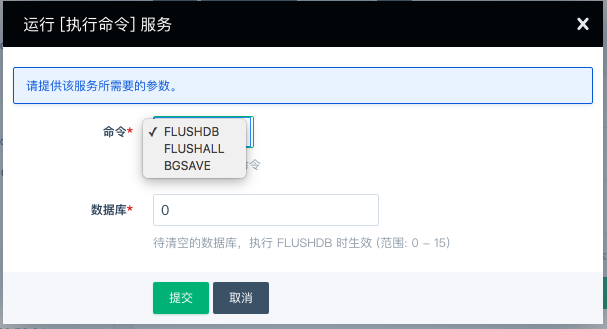 运行 [执行命令] 服务
请提供该服务所需要的参数。
命令*
✓ FLUSHDB
FLUSHALL
BGSAVE
令
数据库*
0
待清空的数据库，执行 FLUSHDB 时生效 (范围: 0 – 15)
提交
取消